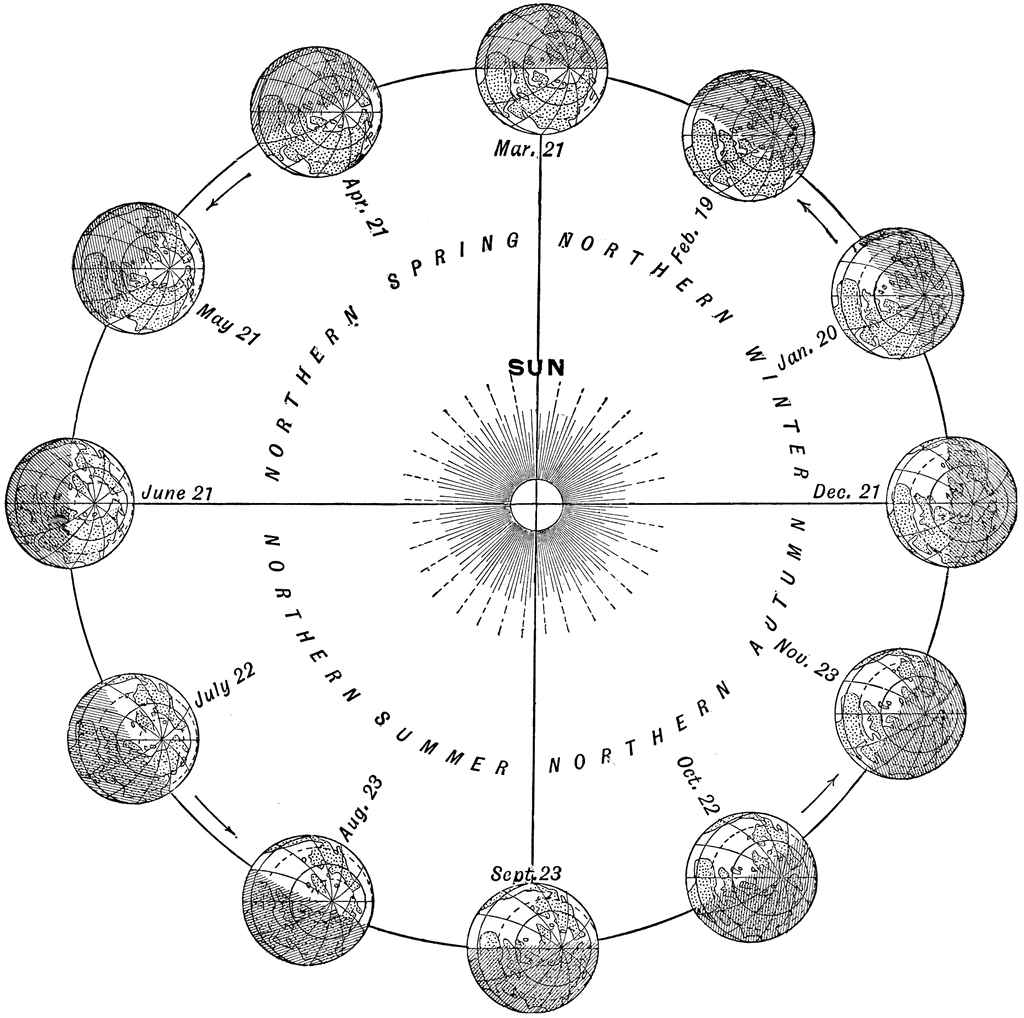 Mar. 21
Feb. 19
Jan. 20
Dec. 21
Nov. 23
Oct. 22
Sept. 23
Aug. 23
July 22
June 21
May 21
Apr. 21
NORTHERN SPRING
NORTHERN WINTER
NORTHERN AUTUMN
NORTHERN SUMMER
SUN